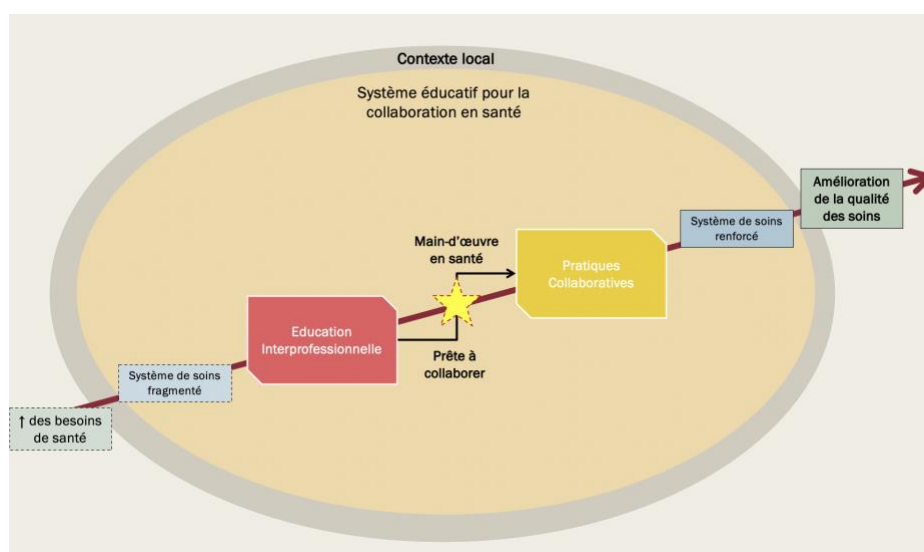 Contexte local
Système éducatif pour la
collaboration en santé
Amélioration
de la qualité
des soins
Système de soins
renforcé
Main-d'œuvre
en santé
Pratiques
Collaboratives
Education
Interprofessionnelle
Prête à
collaborer
Système de soins
fragmenté
↑ des besoins
de santé